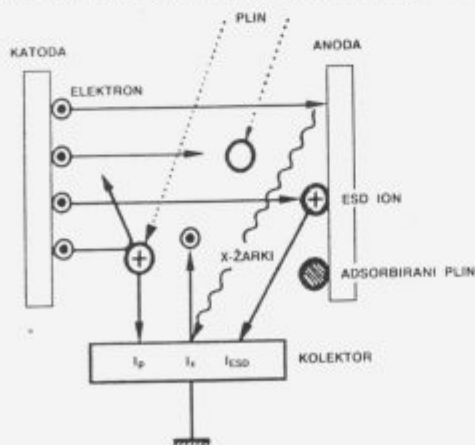 PLIN
KATODA
ANODA
ELEKTRON
ESD ION
X-ŽARKI
ADSORBIRANI PLIN
Ip Ix IESD
KOLEKTOR